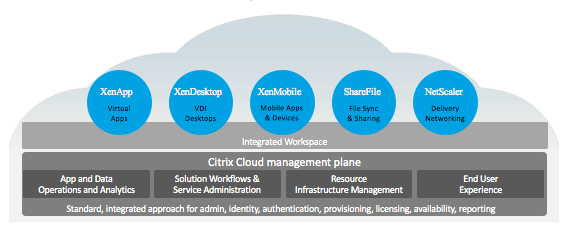 XenApp
Virtual
Apps
XenDesktop
VDI
Desktops
XenMobile
Mobile Apps
& Devices
ShareFile
File Sync
& Sharing
NetScaler
Delivery
Networking
Integrated Workspace
Citrix Cloud management plane
App and Data
Operations and Analytics
Solution Workflows &
Service Administration
Resource
Infrastructure Management
End User
Experience
Standard, integrated approach for admin, identity, authentication, provisioning, licensing, availability, reporting